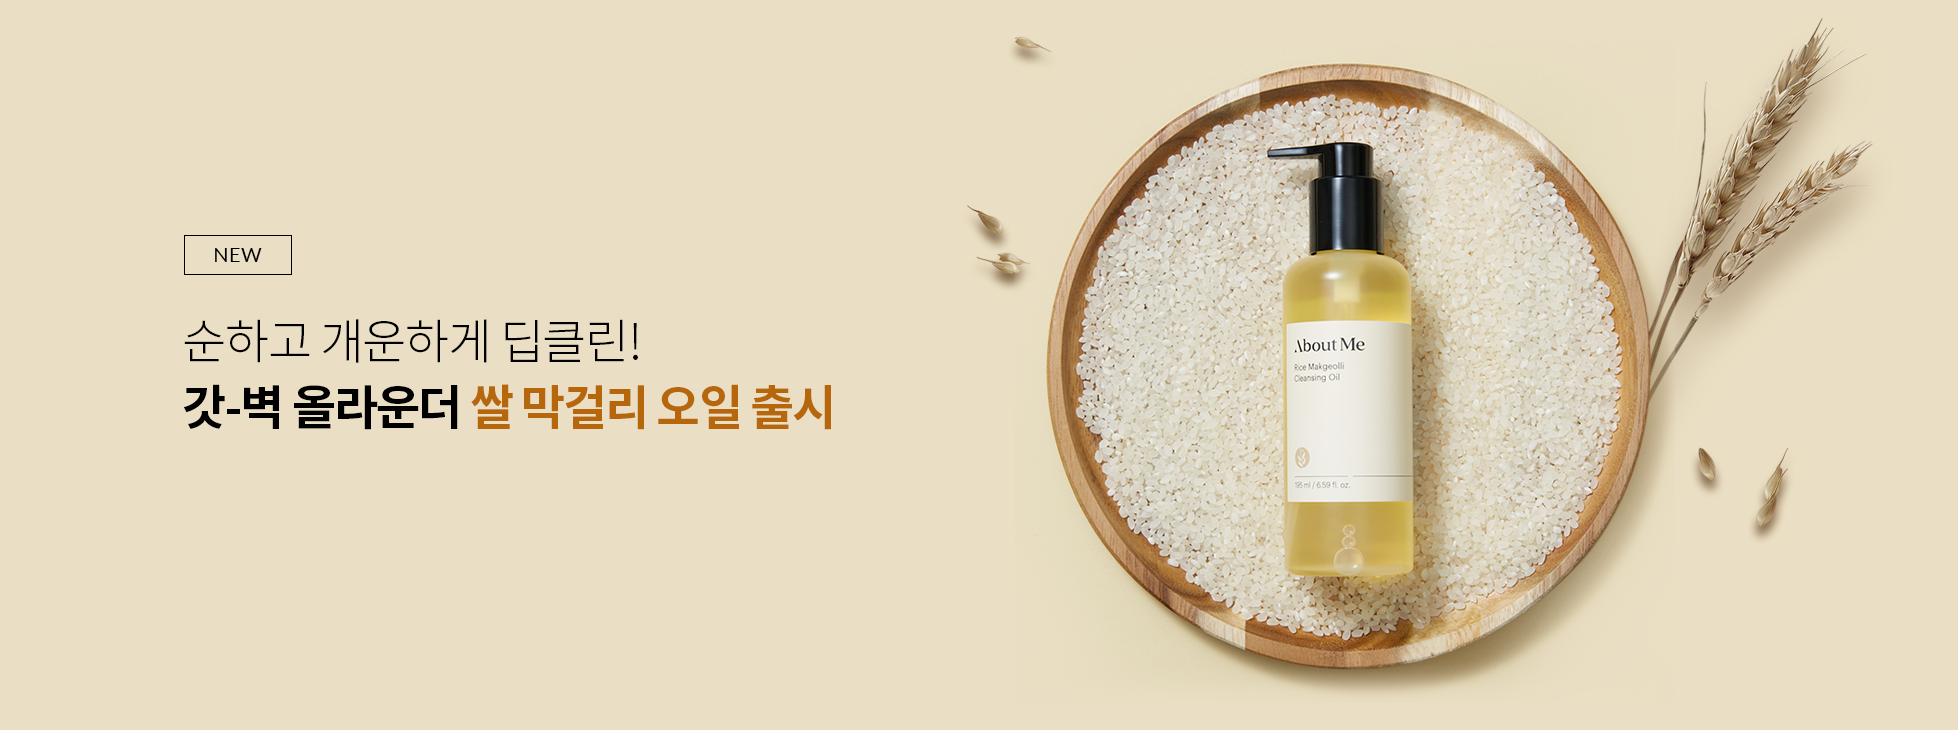 NEW
순하고 개운하게 딥클린!
갓-벽 올라운더 쌀 막걸리 오일 출시
About Me
Rice Makgeolli
Cleansing Oil
195 ml / 6.59 fl. oz.